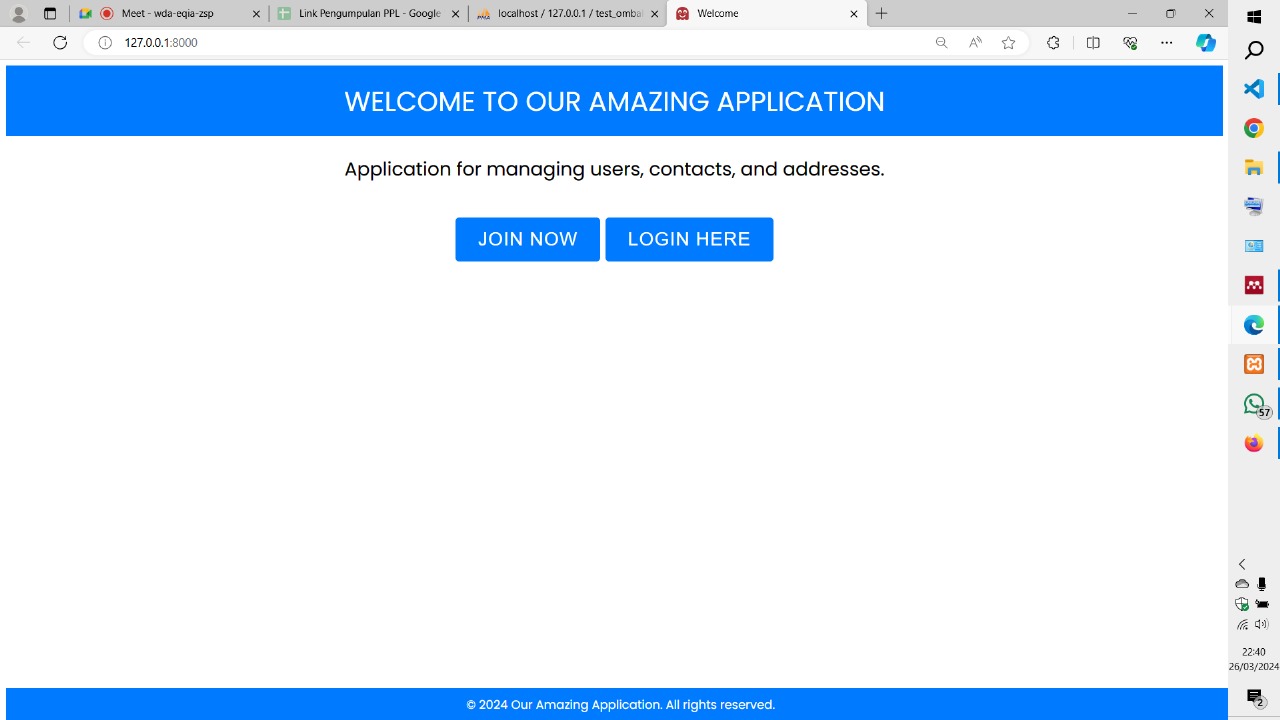 Meet - wda-eqia-zsp
Link Pengumpulan PPL - Google
localhost / 127.0.0.1 / test_omba
Welcome
127.0.0.1:8000
WELCOME TO OUR AMAZING APPLICATION
Application for managing users, contacts, and addresses.
JOIN NOW LOGIN HERE
57
22:40
26/03/2024
2
© 2024 Our Amazing Application. All rights reserved.